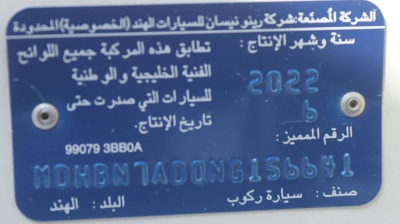 الشركة المصنعة: شركة رينو نيسان للسيارات الهند (الخصوصية) المحدودة
سنة وشهر الإنتاج:
2022
6
تطابق هذه المركبة جميع اللوائح
الفنية الخليجية والوطنية
للسيارات التي صدرت حتى
تاريخ الإنتاج.
الرقم المميز:
99079 3BB0A
MDHBN7ADONG156641
صنف: سيارة ركوب
البلد: الهند